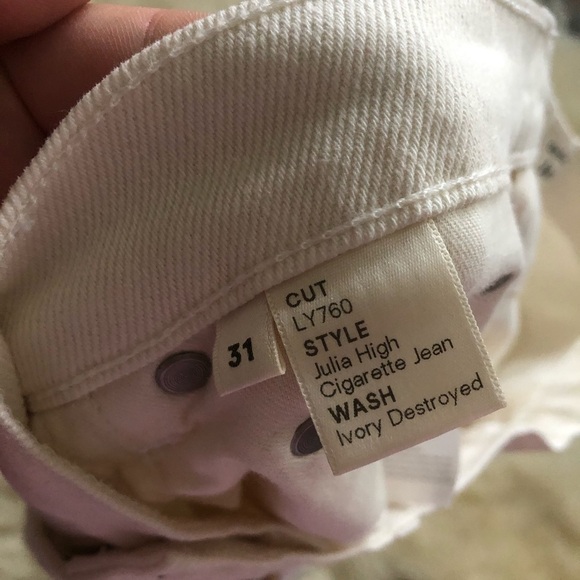 31
CUT
LY760
STYLE
Julia High
Cigarette Jean
WASH
Ivory Destroyed